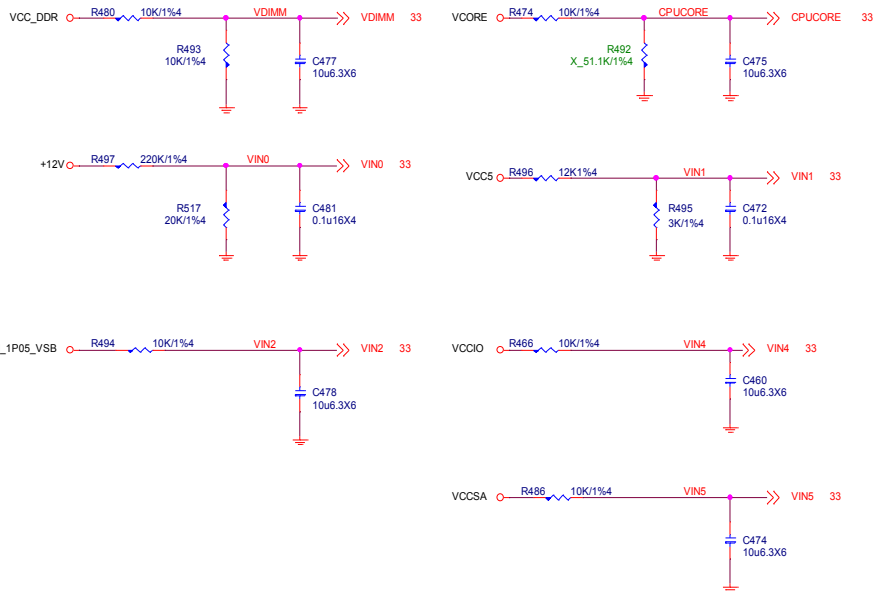 VCC_DDR R480 10K/1%4 VDIMM VDIMM 33
R493
10K/1%4
C477
10u6.3X6
VCORE R474 10K/1%4 CPUCORE CPUCORE 33
R492
X_51.1K/1%4
C475
10u6.3X6
+12V R497 220K/1%4 VIN0 VIN0 33
R517
20K/1%4
C481
0.1u16X4
VCC5 R496 12K1%4 VIN1 VIN1 33
R495
3K/1%4
C472
0.1u16X4
_1P05_VSB R494 10K/1%4 VIN2 VIN2 33
C478
10u6.3X6
VCCIO R466 10K/1%4 VIN4 VIN4 33
C460
10u6.3X6
VCCSA R486 10K/1%4 VIN5 VIN5 33
C474
10u6.3X6